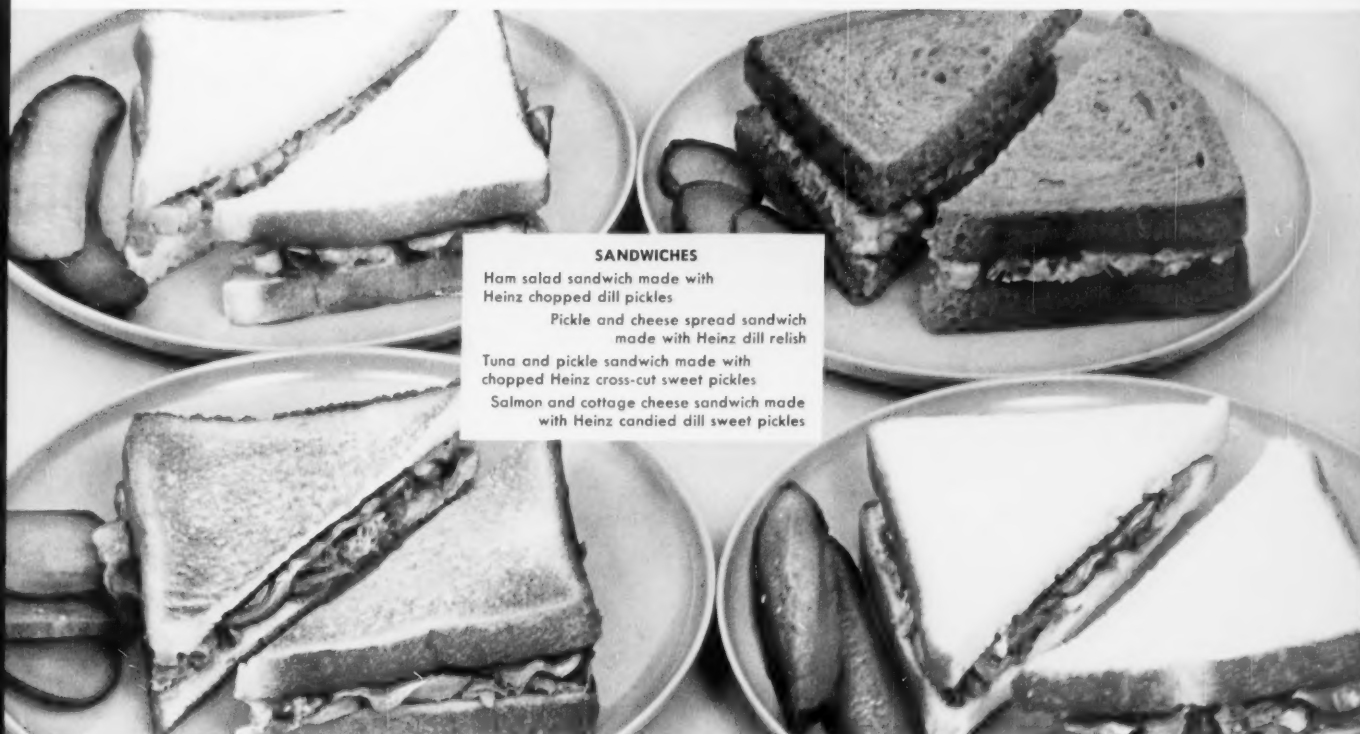 SANDWICHES
Ham salad sandwich made with
Heinz chopped dill pickles
Pickle and cheese spread sandwich
made with Heinz dill relish
Tuna and pickle sandwich made with
chopped Heinz cross-cut sweet pickles
Salmon and cottage cheese sandwich made
with Heinz candied dill sweet pickles